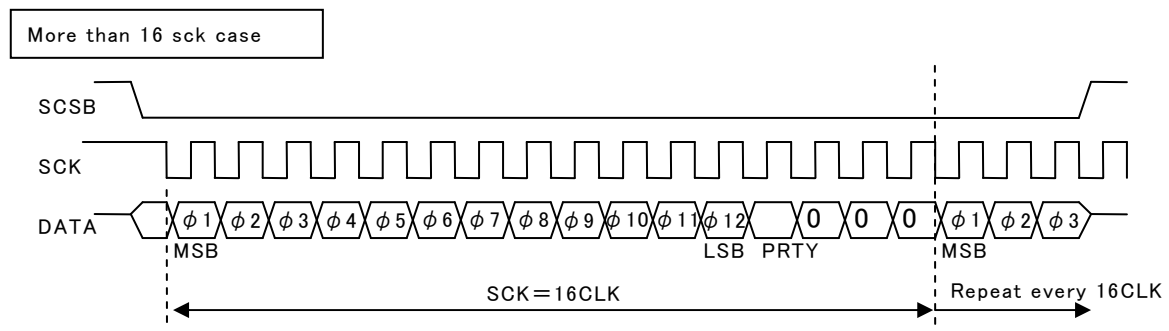 More than 16 sck case
SCSB
SCK
DATA φ1 φ2 φ3 φ4 φ5 φ6 φ7 φ8 φ9 φ10 φ11 φ12 0 0 0 φ1 φ2 φ3
MSB LSB PRTY MSB
SCK=16CLK Repeat every 16CLK